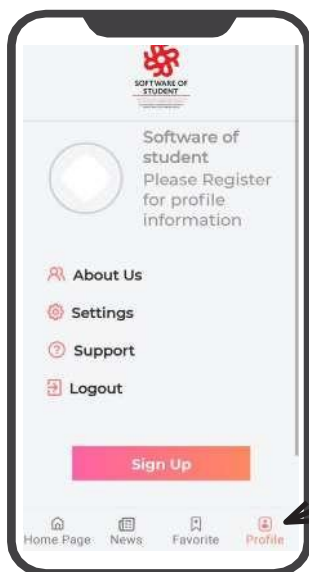 SOFTWARE OF
STUDENT
Software of
student
Please Register
for profile
information
About Us
Settings
Support
Logout
Sign Up
Home Page News Favorite Profile